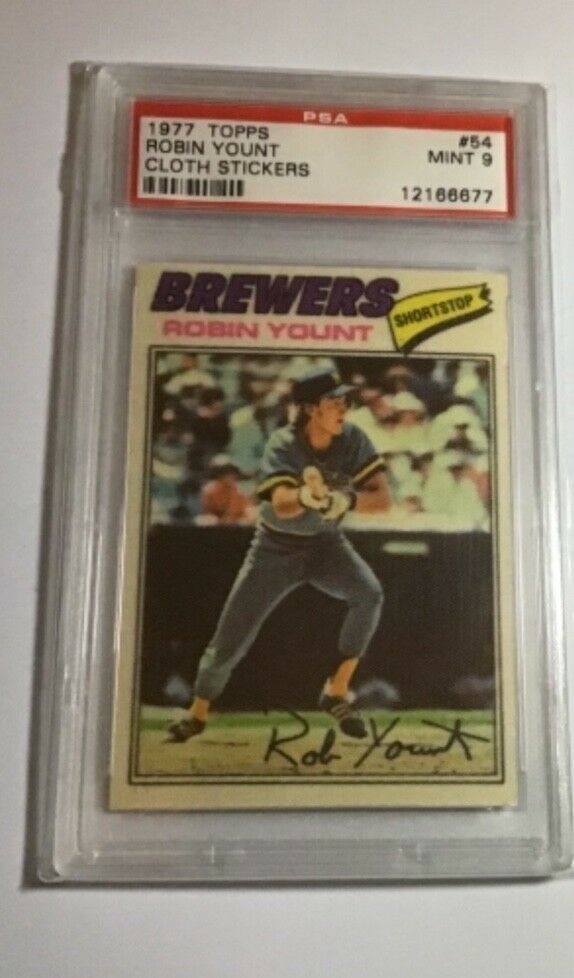 PSA
1977 TOPPS #54
ROBIN YOUNT MINT 9
CLOTH STICKERS
12166677
BREWERS
SHORTSTOP
ROBIN YOUNT
Rob Yount